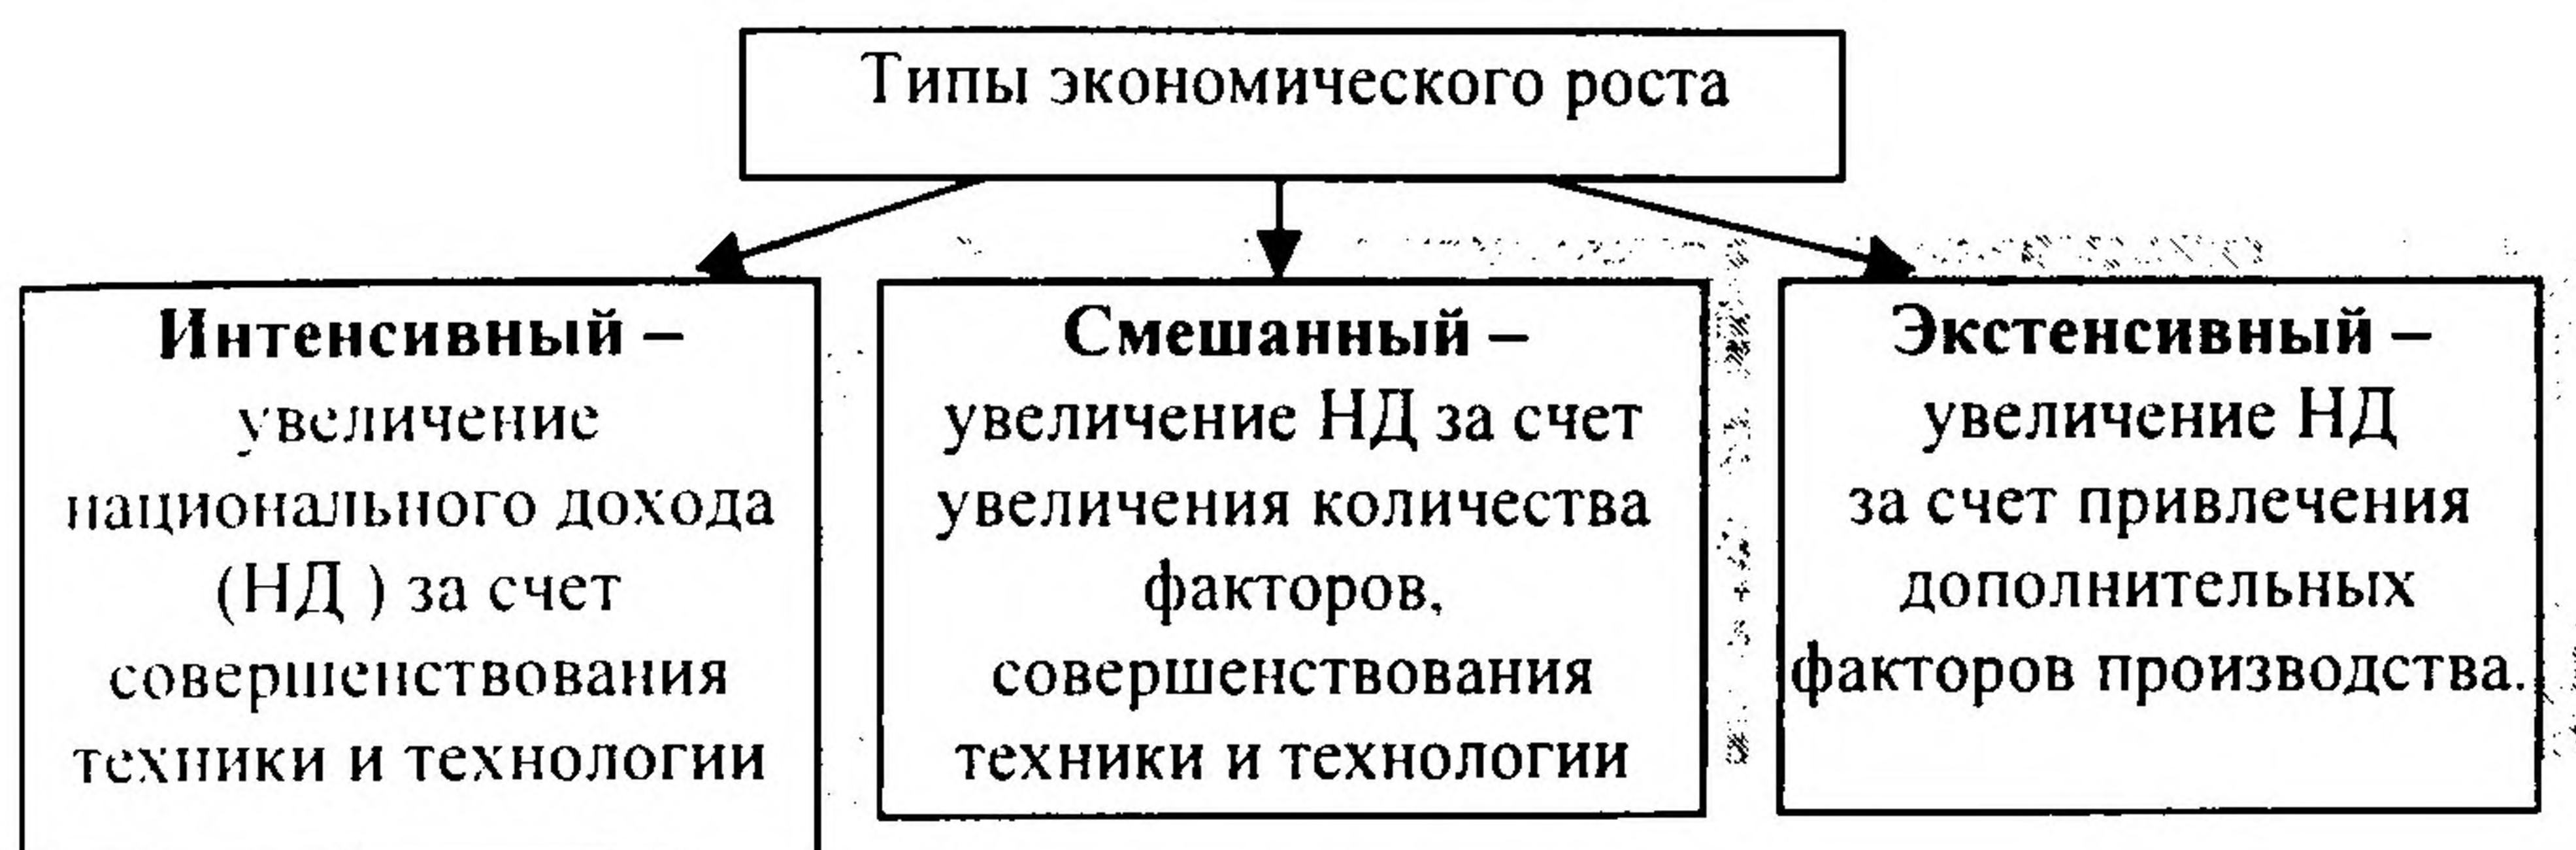 Типы экономического роста
Интенсивный –
увеличение
национального дохода
(НД ) за счет
совершенствования
техники и технологии
Смешанный –
увеличение НД за счет
увеличения количества
факторов,
совершенствования
техники и технологии
Экстенсивный –
увеличение НД
за счет привлечения
дополнительных
факторов производства.